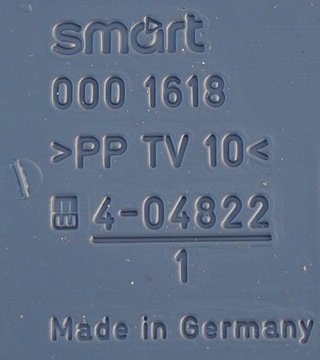 smart
000 1618
>PP TV 10<
4-04822
1
Made in Germany